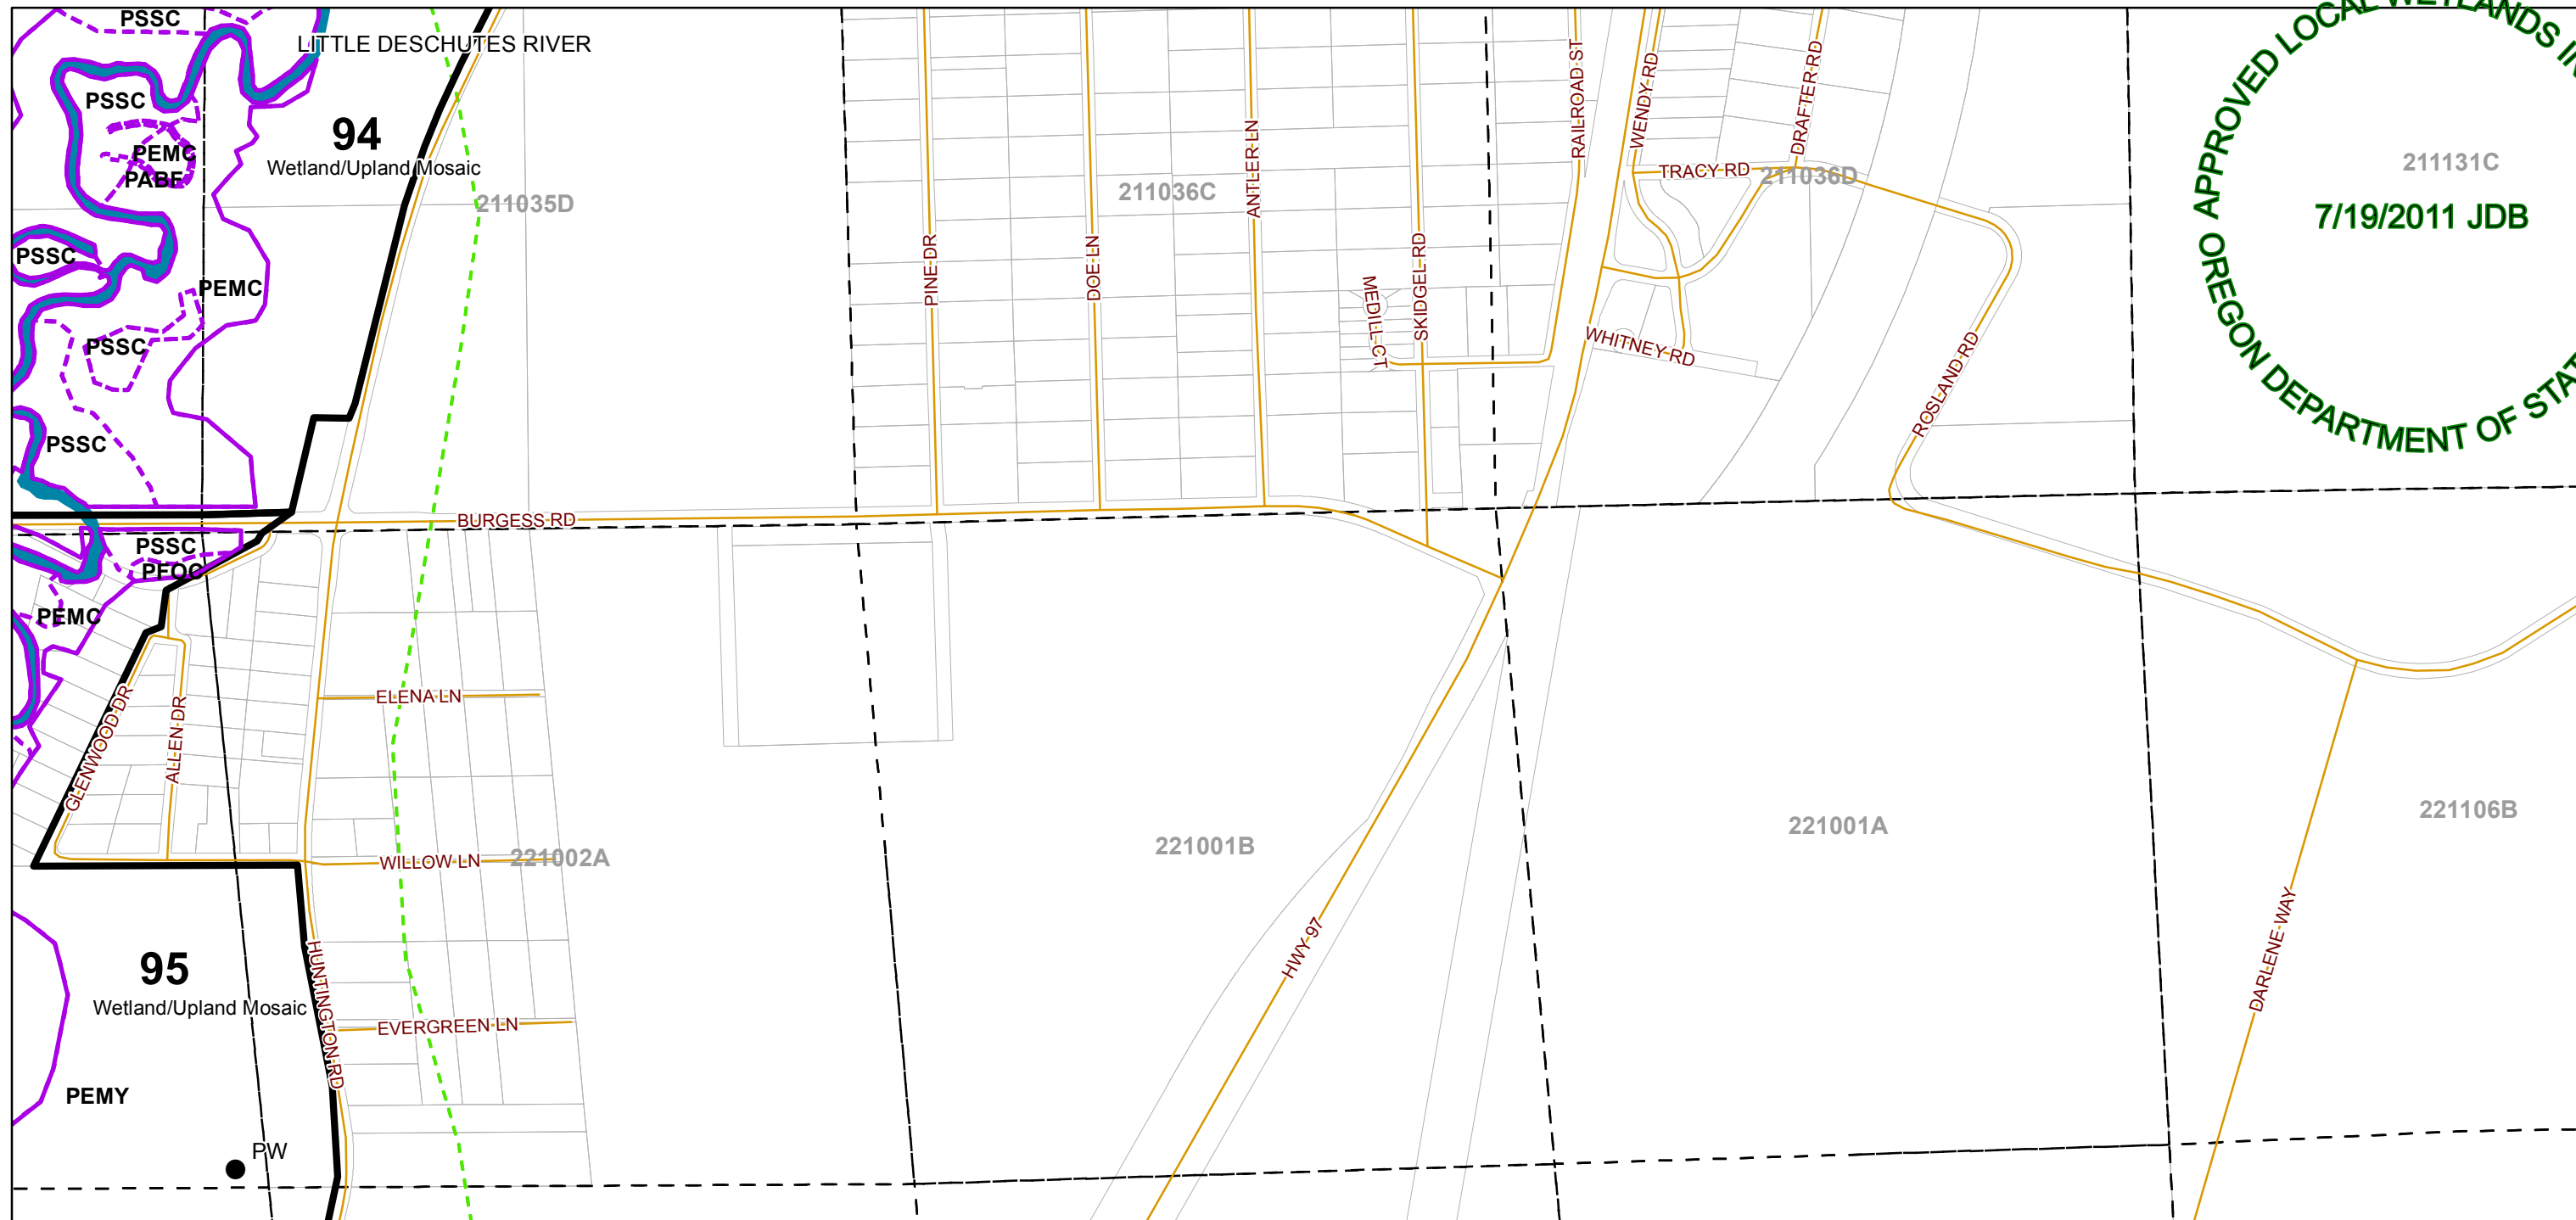 PSSC
LITTLE DESCHUTES RIVER
PSSC
94
Wetland/Upland Mosaic
PEMC
PABF
211035D
PSSC
PEMC
PSSC
PSSC
PINE DR
DOE LN
211036C
ANTLER LN
MEDILL CT
SKIDGEL RD
RAILROAD ST
WENDY RD
DRAFTER RD
TRACY RD
211036D
WHITNEY RD
ROSLAND RD
APPROVED LOCAL WETLANDS
211131C
7/19/2011 JDB
OREGON DEPARTMENT OF
BURGESS RD
PSSC
PFOC
PEMC
GLENWOOD DR
ALLEN DR
ELENA LN
WILLOW LN
221002A
221001B
221001A
221106B
HWY 97
DARLENE WAY
95
Wetland/Upland Mosaic
HUNTINGTON RD
EVERGREEN LN
PEMY
PW